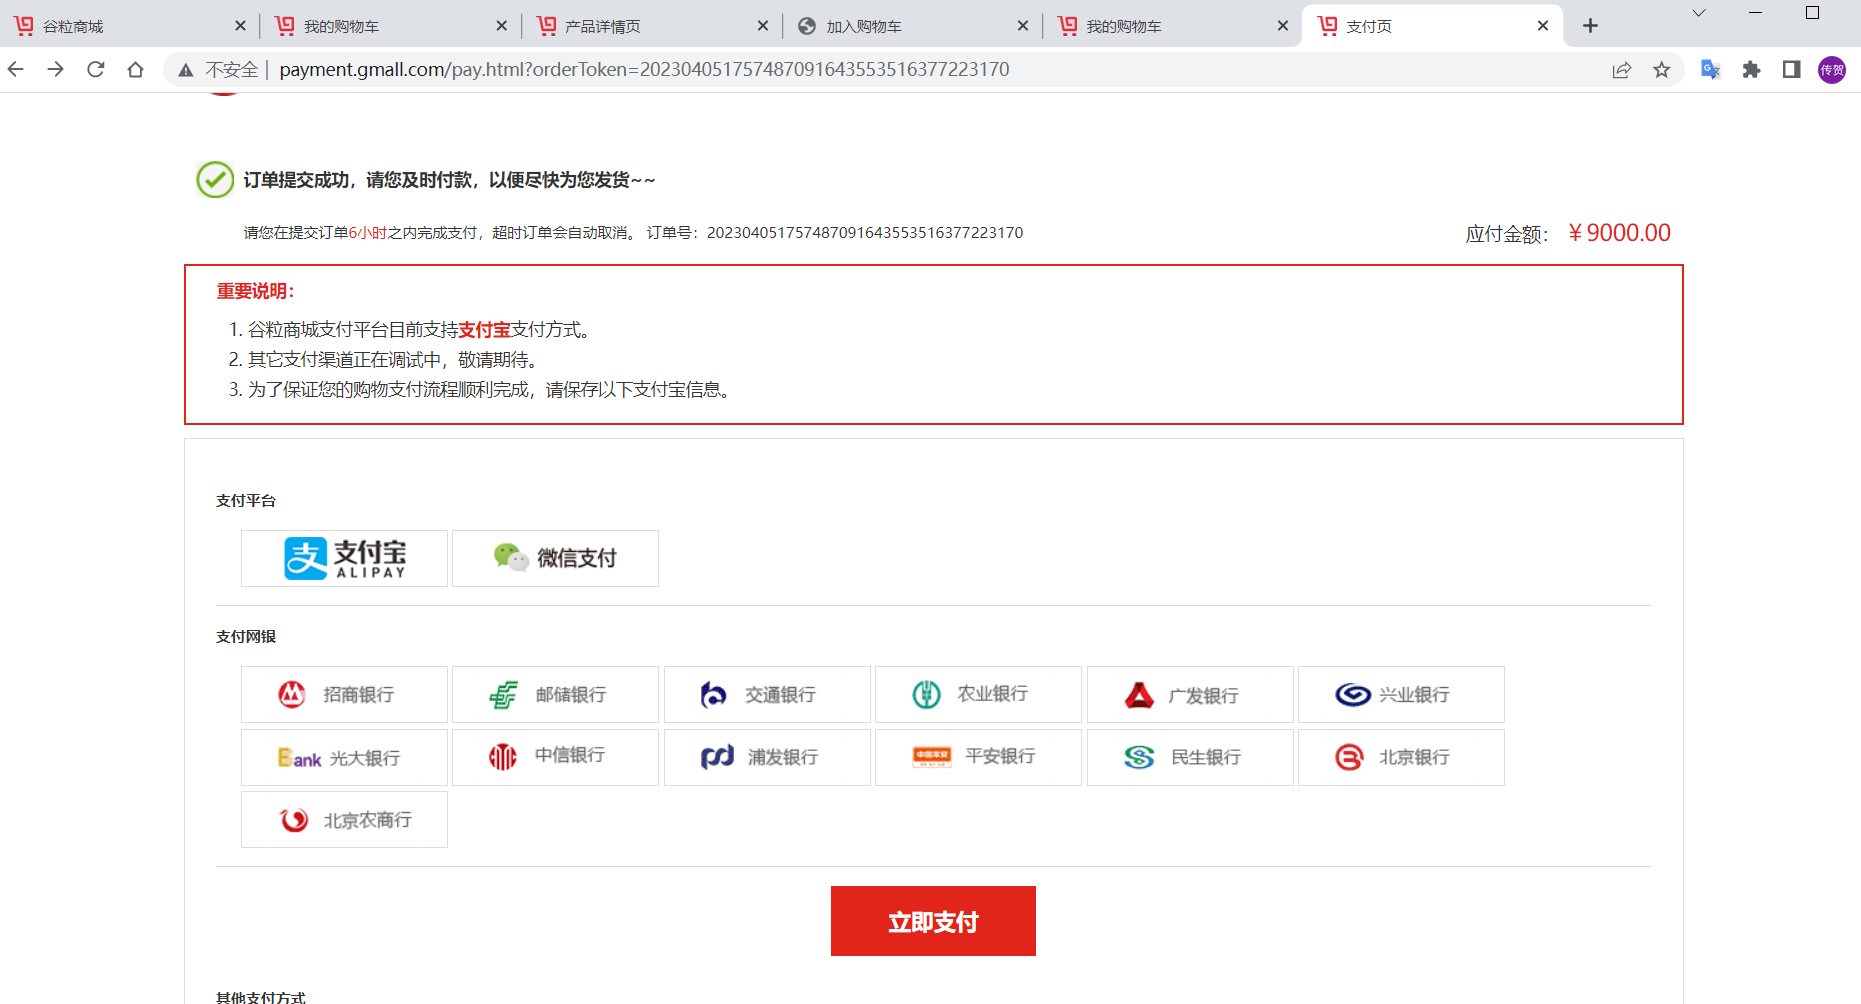 谷粒商城
我的购物车
产品详情页
加入购物车
我的购物车
支付页
不安全 | payment.gmall.com/pay.html?orderToken=202304051757487091643553516377223170
传贺
订单提交成功，请您及时付款，以便尽快为您发货~~
请您在提交订单6小时之内完成支付，超时订单会自动取消。 订单号：202304051757487091643553516377223170
应付金额： ￥9000.00
重要说明：
1. 谷粒商城支付平台目前支持支付宝支付方式。
2. 其它支付渠道正在调试中，敬请期待。
3. 为了保证您的购物支付流程顺利完成，请保存以下支付宝信息。
支付平台
支 支付宝 ALIPAY
微信支付
支付网银
招商银行
邮储银行
交通银行
农业银行
广发银行
兴业银行
Bank 光大银行
中信银行
浦发银行
中国平安 平安银行
民生银行
北京银行
北京农商行
立即支付
其他支付方式